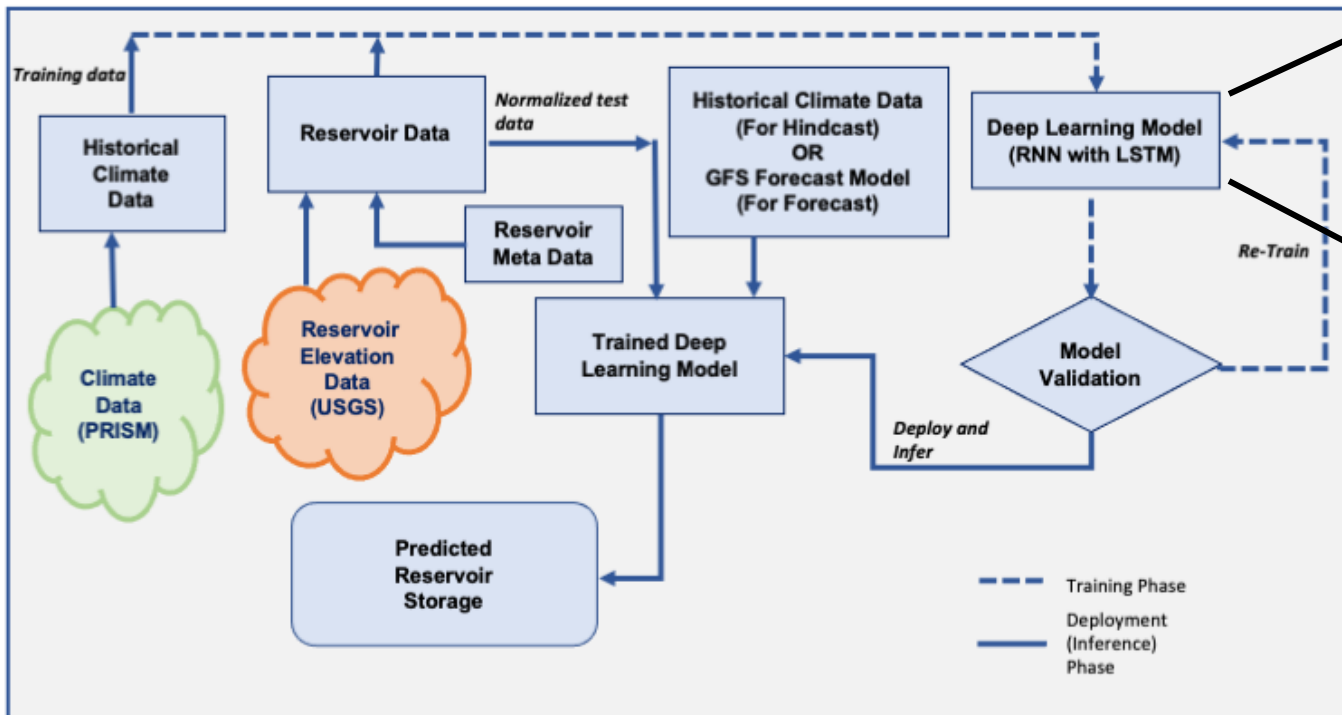 Training data
Historical
Climate
Data
Climate
Data
(PRISM)
Reservoir Data
Normalized test
data
Reservoir
Meta Data
Reservoir
Elevation
Data
(USGS)
Historical Climate Data
(For Hindcast)
OR
GFS Forecast Model
(For Forecast)
Deep Learning Model
(RNN with LSTM)
Re-Train
Model
Validation
Trained Deep
Learning Model
Deploy and
Infer
Predicted
Reservoir
Storage
Training Phase
Deployment
(Inference)
Phase